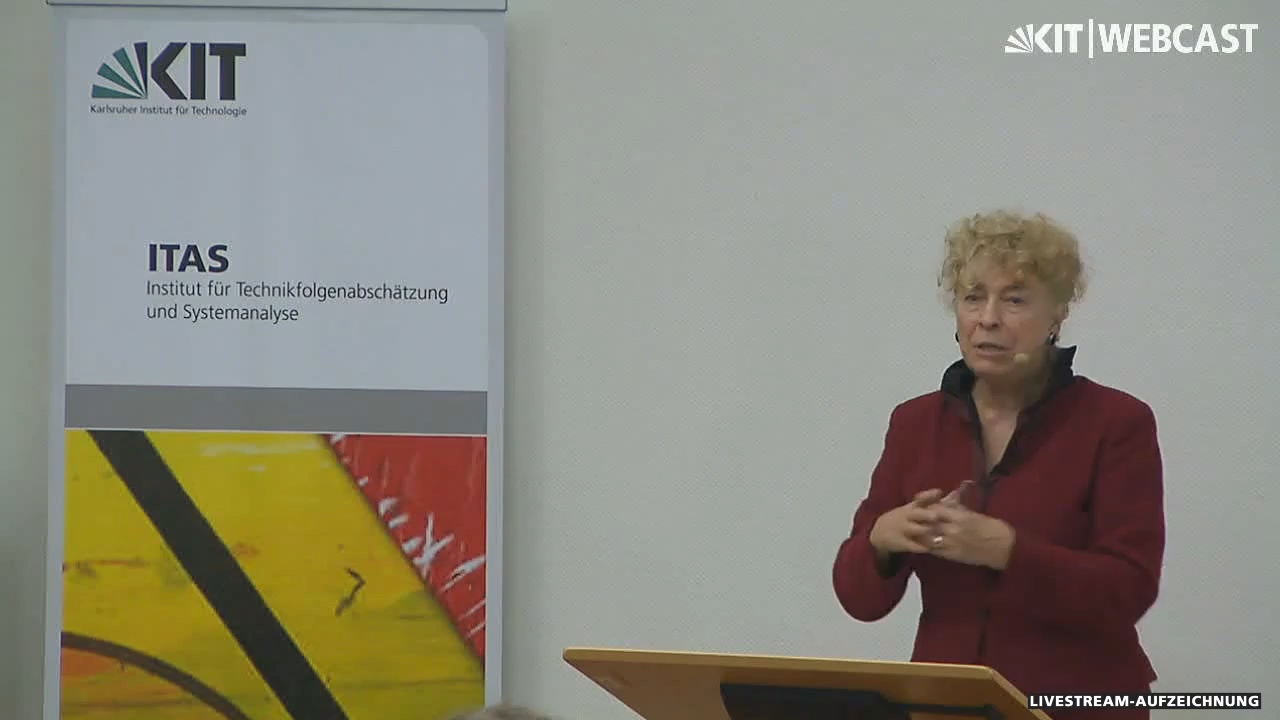 KIT
Karlsruher Institut für Technologie
ITAS
Institut für Technikfolgenabschätzung
und Systemanalyse
KIT|WEBCAST
LIVESTREAM-AUFZEICHNUNG